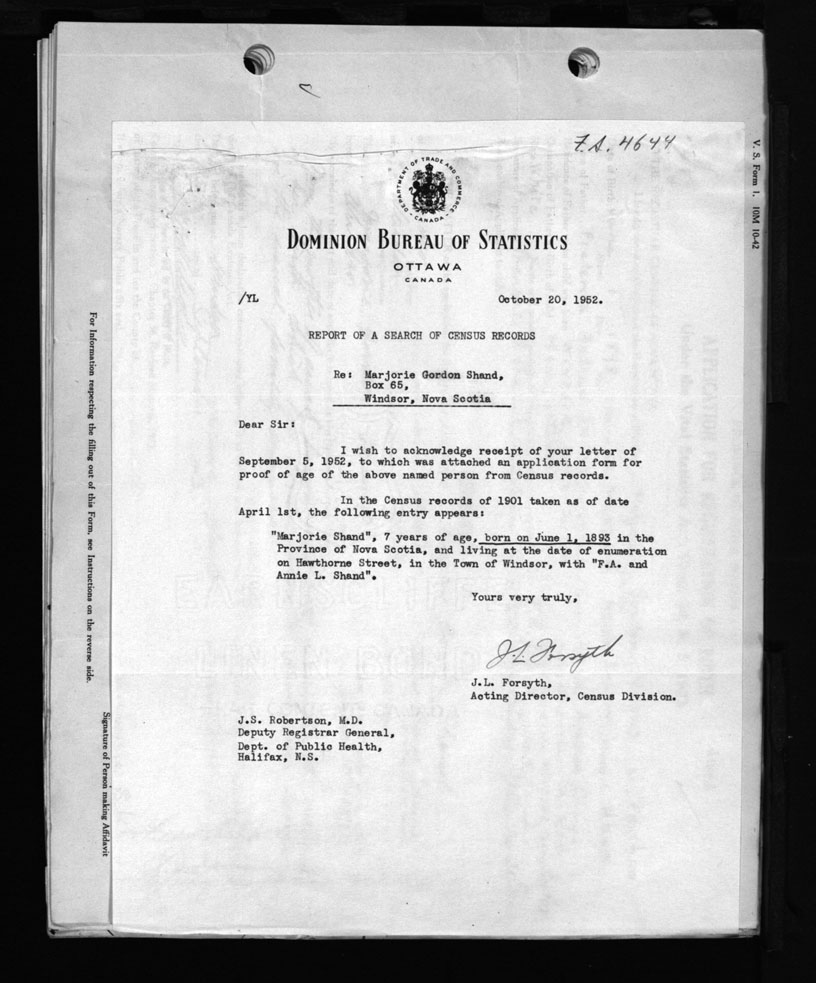 F.A. 4644
V. S. Form 1. 10M 10-42
DEPARTMENT OF TRADE AND COMMERCE
CANADA
DOMINION BUREAU OF STATISTICS
OTTAWA
CANADA
/YL
October 20, 1952.
REPORT OF A SEARCH OF CENSUS RECORDS
Re: Marjorie Gordon Shand,
Box 65,
Windsor, Nova Scotia
Dear Sir:
I wish to acknowledge receipt of your letter of
September 5, 1952, to which was attached an application form for
proof of age of the above named person from Census records.
In the Census records of 1901 taken as of date
April 1st, the following entry appears:
"Marjorie Shand", 7 years of age, born on June 1, 1893 in the
Province of Nova Scotia, and living at the date of enumeration
on Hawthorne Street, in the Town of Windsor, with "F.A. and
Annie L. Shand".
Yours very truly,
J.L. Forsyth
J.L. Forsyth,
Acting Director, Census Division.
J.S. Robertson, M.D.
Deputy Registrar General,
Dept. of Public Health,
Halifax, N.S.
For Information respecting the filling out of this Form, see Instructions on the reverse side.
Signature of Person making Affidavit